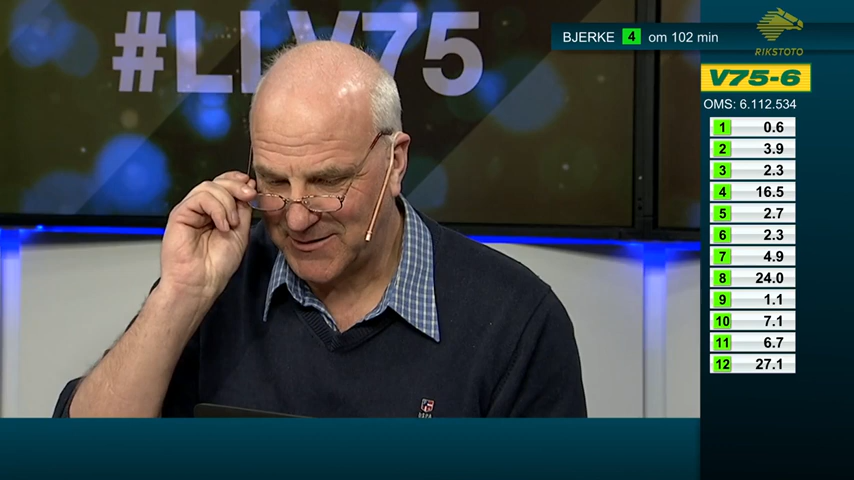 #LLV75
BJERKE 4 om 102 min
RIKSTOTO
V75-6
OMS: 6.112.534
1 0.6
2 3.9
3 2.3
4 16.5
5 2.7
6 2.3
7 4.9
8 24.0
9 1.1
10 7.1
11 6.7
12 27.1